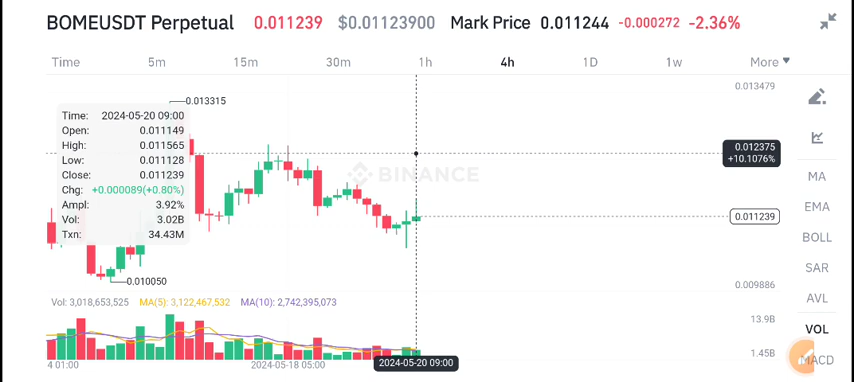 BOMEUSDT Perpetual 0.011239 $0.01123900 Mark Price 0.011244 -0.000272 -2.36%
Time 5m 15m 30m 1h 4h 1D 1w More
0.013479
0.013315
Time: 2024-05-20 09:00
Open: 0.011149
High: 0.011565
Low: 0.011128
Close: 0.011239
Chg: +0.000089(+0.80%)
Ampl: 3.92%
Vol: 3.02B
Txn: 34.43M
BINANCE
0.012375
+10.1076%
0.011239
0.010050
0.009886
MA
EMA
BOLL
SAR
AVL
VOL
MACD
Vol: 3,018,653,525 MA(5): 3,122,467,532 MA(10): 2,742,395,073
13.9B
1.45B
4 01:00 2024-05-18 05:00 2024-05-20 09:00